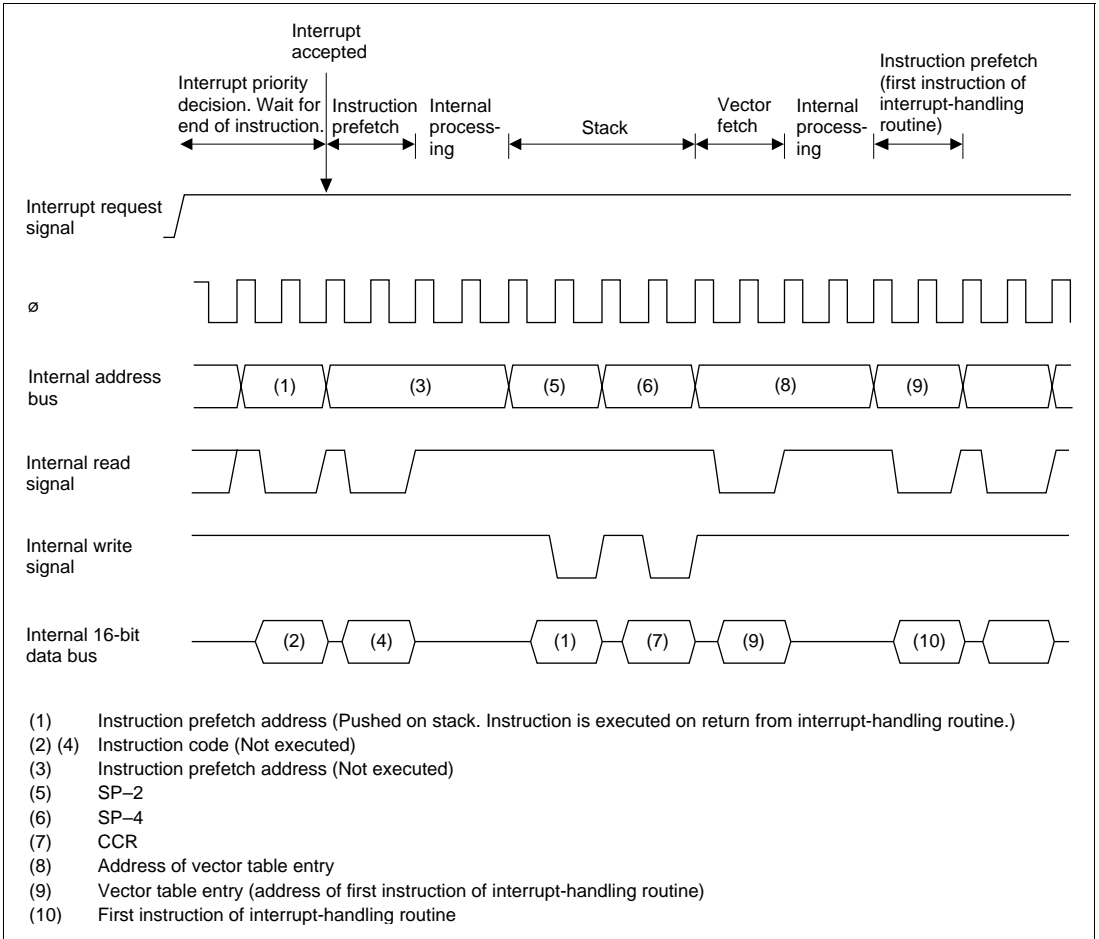 Interrupt
accepted
Interrupt priority
decision. Wait for
end of instruction.
Instruction
prefetch
Internal
process-
ing
Stack
Vector
fetch
Internal
process-
ing
Instruction prefetch
(first instruction of
interrupt-handling
routine)
Interrupt request
signal
ø
Internal address
bus
(1) (3) (5) (6) (8) (9)
Internal read
signal
Internal write
signal
Internal 16-bit
data bus
(2) (4) (1) (7) (9) (10)
(1) Instruction prefetch address (Pushed on stack. Instruction is executed on return from interrupt-handling routine.)
(2) (4) Instruction code (Not executed)
(3) Instruction prefetch address (Not executed)
(5) SP–2
(6) SP–4
(7) CCR
(8) Address of vector table entry
(9) Vector table entry (address of first instruction of interrupt-handling routine)
(10) First instruction of interrupt-handling routine